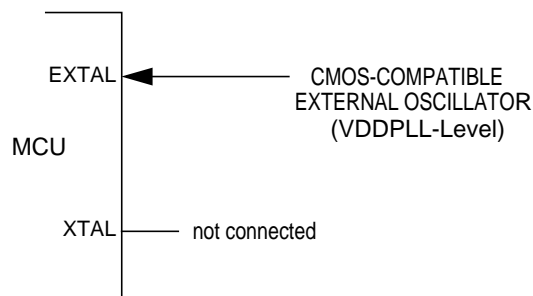 EXTAL
CMOS-COMPATIBLE
EXTERNAL OSCILLATOR
(VDDPLL-Level)
MCU
XTAL
not connected